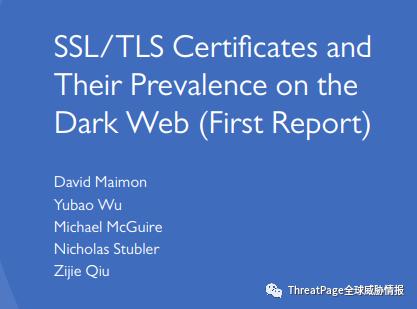 SSL/TLS Certificates and
Their Prevalence on the
Dark Web (First Report)
David Maimon
Yubao Wu
Michael McGuire
Nicholas Stubler
Zijie Qiu
ThreatPage全球威胁情报